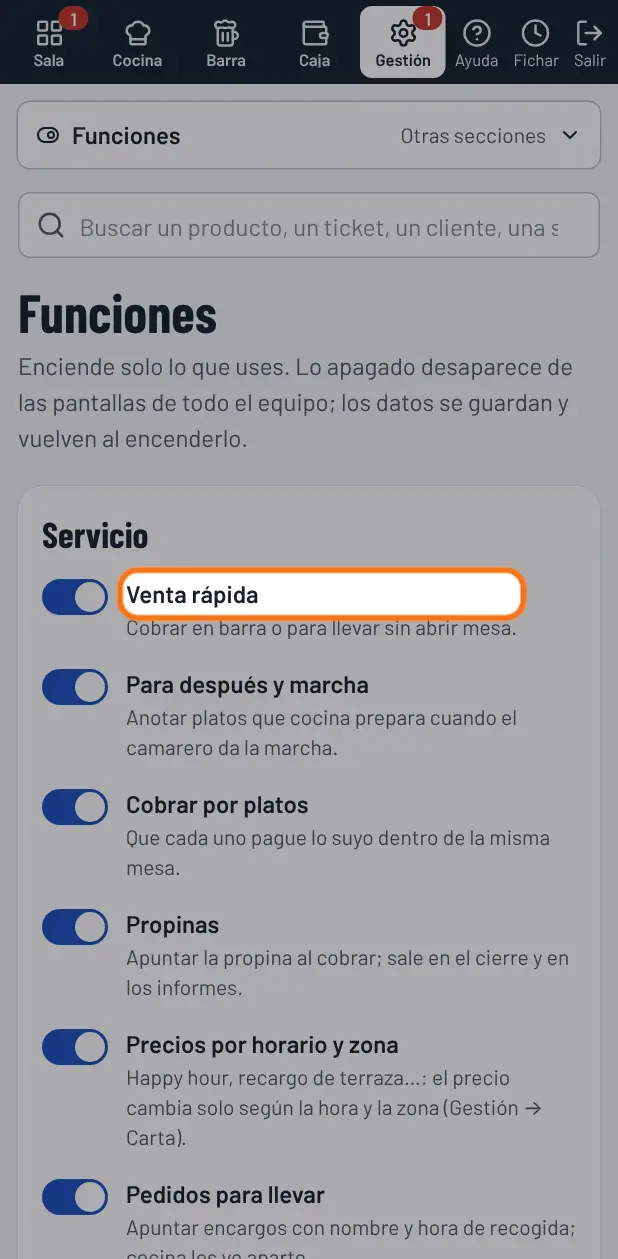 1
1
Sala
Cocina
Barra
Caja
Gestión
Ayuda
Fichar
Salir
Funciones
Otras secciones
Buscar un producto, un ticket, un cliente, una s
Funciones
Enciende solo lo que uses. Lo apagado desaparece de
las pantallas de todo el equipo; los datos se guardan y
vuelven al encenderlo.
Servicio
Venta rápida
Cobrar en barra o para llevar sin abrir mesa.
Para después y marcha
Anotar platos que cocina prepara cuando el
camarero da la marcha.
Cobrar por platos
Que cada uno pague lo suyo dentro de la misma
mesa.
Propinas
Apuntar la propina al cobrar; sale en el cierre y en
los informes.
Precios por horario y zona
Happy hour, recargo de terraza...: el precio
cambia solo según la hora y la zona (Gestión →
Carta).
Pedidos para llevar
Apuntar encargos con nombre y hora de recogida;
cocina los ve aparte.